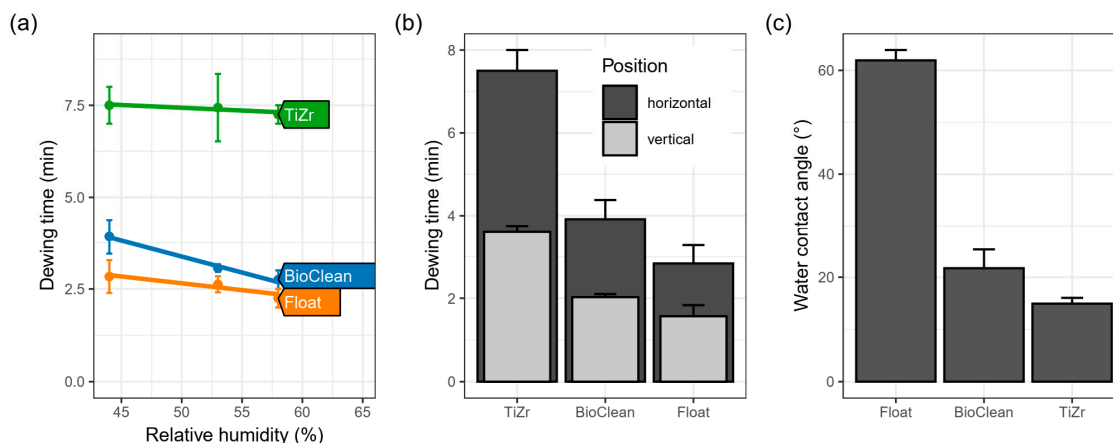 (a)
Dewing time (min)
7.5
5.0
2.5
0.0
TiZr
BioClean
Float
45 50 55 60 65
Relative humidity (%)
(b)
Dewing time (min)
8
6
4
2
0
Position
horizontal
vertical
TiZr BioClean Float
(c)
Water contact angle (°)
60
40
20
0
Float BioClean TiZr